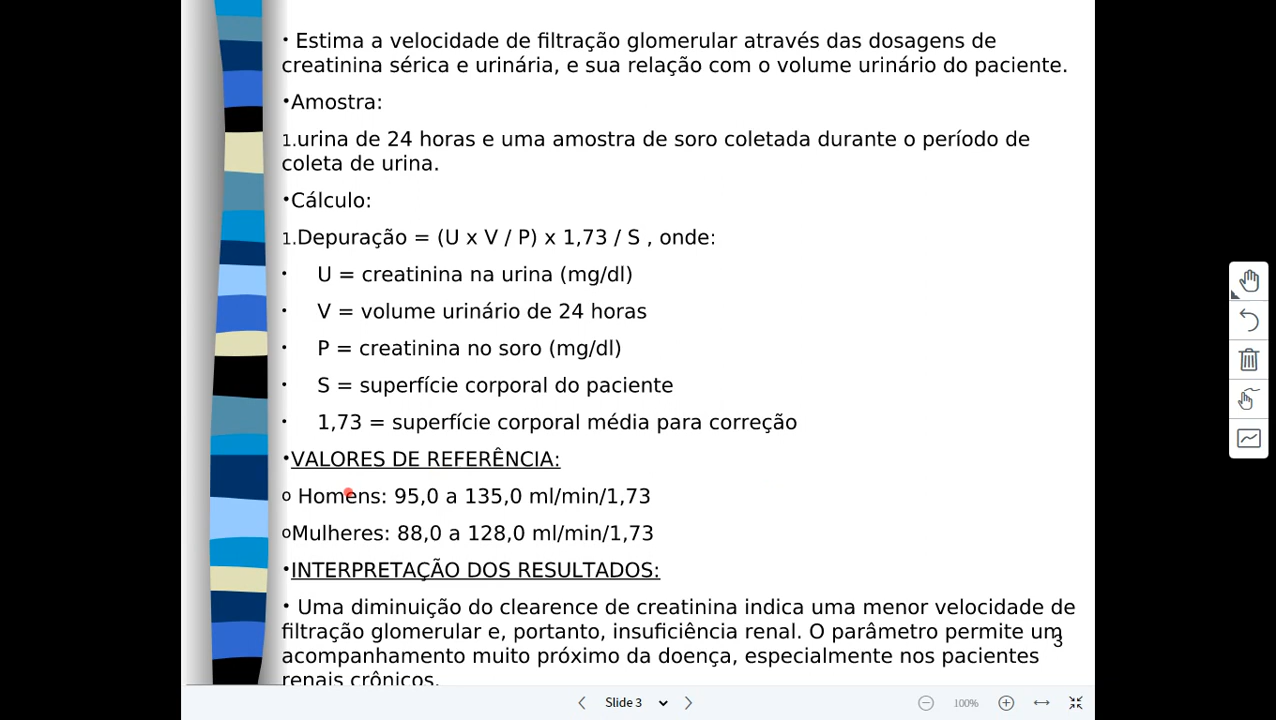 • Estima a velocidade de filtração glomerular através das dosagens de
creatinina sérica e urinária, e sua relação com o volume urinário do paciente.
•Amostra:
1.urina de 24 horas e uma amostra de soro coletada durante o período de
coleta de urina.
•Cálculo:
1.Depuração = (U x V / P) x 1,73 / S , onde:
• U = creatinina na urina (mg/dl)
• V = volume urinário de 24 horas
• P = creatinina no soro (mg/dl)
• S = superfície corporal do paciente
• 1,73 = superfície corporal média para correção
•VALORES DE REFERÊNCIA:
o Homens: 95,0 a 135,0 ml/min/1,73
oMulheres: 88,0 a 128,0 ml/min/1,73
•INTERPRETAÇÃO DOS RESULTADOS:
• Uma diminuição do clearence de creatinina indica uma menor velocidade de
filtração glomerular e, portanto, insuficiência renal. O parâmetro permite um
3
acompanhamento muito próximo da doença, especialmente nos pacientes
renais crônicos.
Slide 3
100%